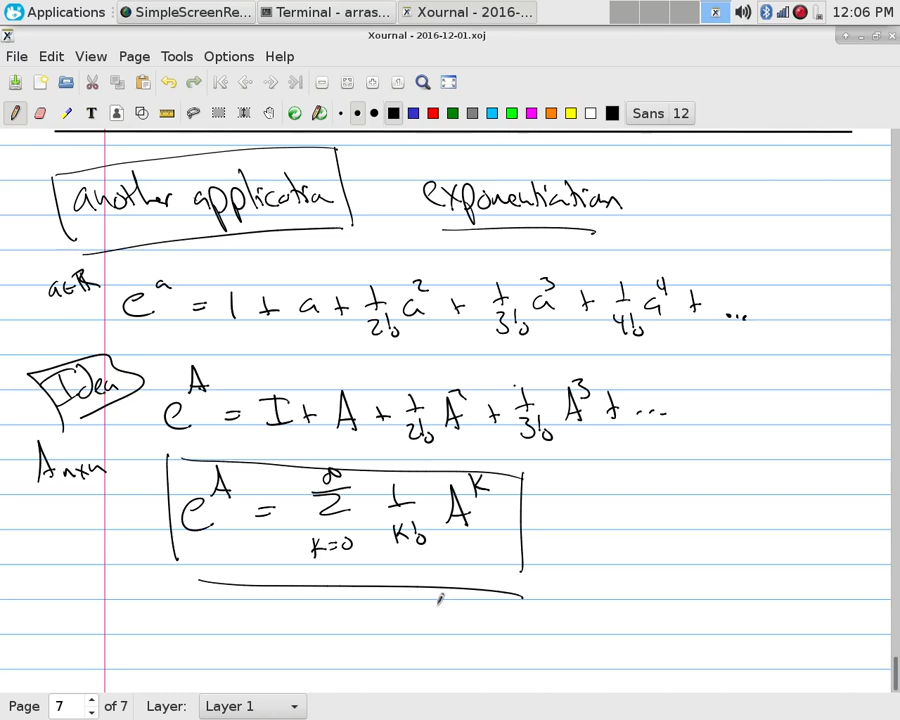 Applications SimpleScreenRe... Terminal - arras... Xournal - 2016-... 12:06 PM
Xournal - 2016-12-01.xoj
File Edit View Page Tools Options Help
T Sans 12
another application exponentiation
a∈ℝ e^a = 1 + a + 1/2! a^2 + 1/3! a^3 + 1/4! a^4 + ...
Idea e^A = I + A + 1/2! A^2 + 1/3! A^3 + ...
A n×n
e^A = ∑_{k=0}^∞ 1/k! A^k
Page 7 of 7 Layer: Layer 1